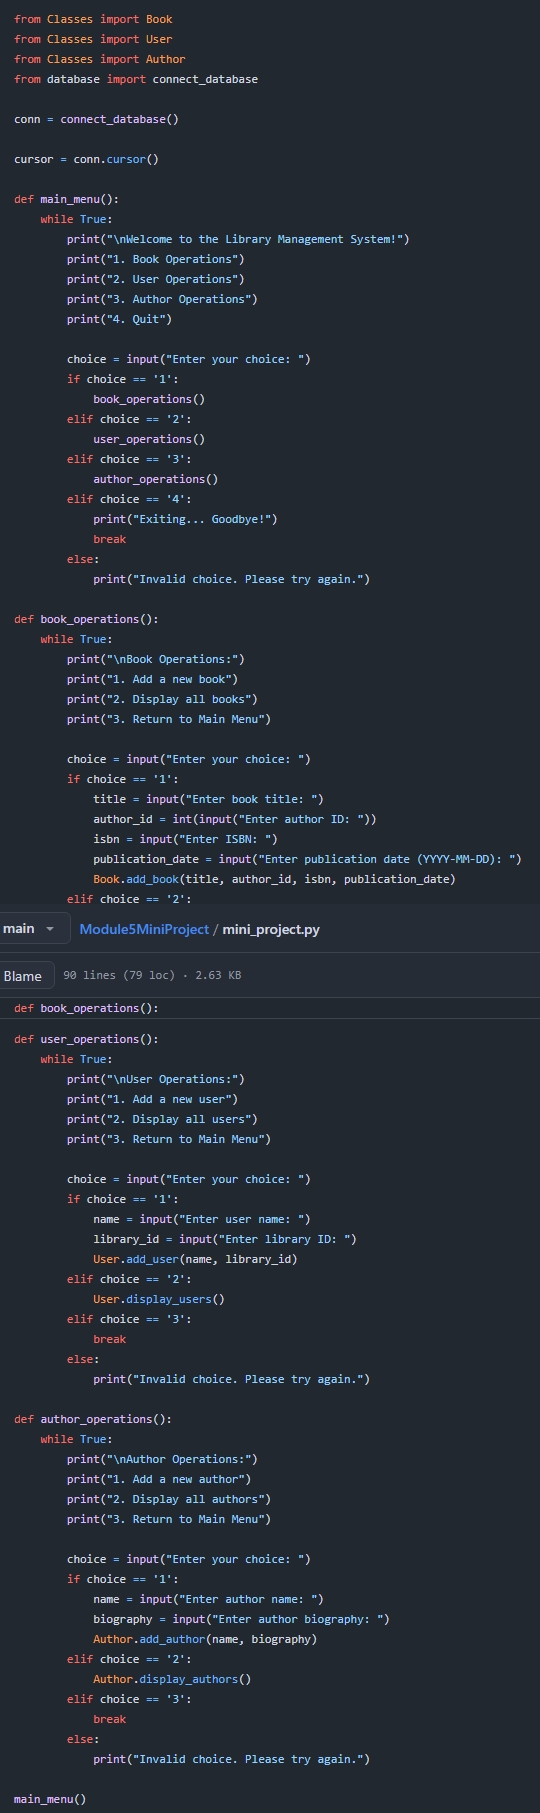 from Classes import Book
from Classes import User
from Classes import Author
from database import connect_database

conn = connect_database()

cursor = conn.cursor()

def main_menu():
    while True:
        print("\nWelcome to the Library Management System!")
        print("1. Book Operations")
        print("2. User Operations")
        print("3. Author Operations")
        print("4. Quit")

        choice = input("Enter your choice: ")
        if choice == '1':
            book_operations()
        elif choice == '2':
            user_operations()
        elif choice == '3':
            author_operations()
        elif choice == '4':
            print("Exiting... Goodbye!")
            break
        else:
            print("Invalid choice. Please try again.")

def book_operations():
    while True:
        print("\nBook Operations:")
        print("1. Add a new book")
        print("2. Display all books")
        print("3. Return to Main Menu")

        choice = input("Enter your choice: ")
        if choice == '1':
            title = input("Enter book title: ")
            author_id = int(input("Enter author ID: "))
            isbn = input("Enter ISBN: ")
            publication_date = input("Enter publication date (YYYY-MM-DD): ")
            Book.add_book(title, author_id, isbn, publication_date)
        elif choice == '2':
main Module5MiniProject / mini_project.py
Blame 90 lines (79 loc) · 2.63 KB
def book_operations():
def user_operations():
    while True:
        print("\nUser Operations:")
        print("1. Add a new user")
        print("2. Display all users")
        print("3. Return to Main Menu")

        choice = input("Enter your choice: ")
        if choice == '1':
            name = input("Enter user name: ")
            library_id = input("Enter library ID: ")
            User.add_user(name, library_id)
        elif choice == '2':
            User.display_users()
        elif choice == '3':
            break
        else:
            print("Invalid choice. Please try again.")

def author_operations():
    while True:
        print("\nAuthor Operations:")
        print("1. Add a new author")
        print("2. Display all authors")
        print("3. Return to Main Menu")

        choice = input("Enter your choice: ")
        if choice == '1':
            name = input("Enter author name: ")
            biography = input("Enter author biography: ")
            Author.add_author(name, biography)
        elif choice == '2':
            Author.display_authors()
        elif choice == '3':
            break
        else:
            print("Invalid choice. Please try again.")

main_menu()